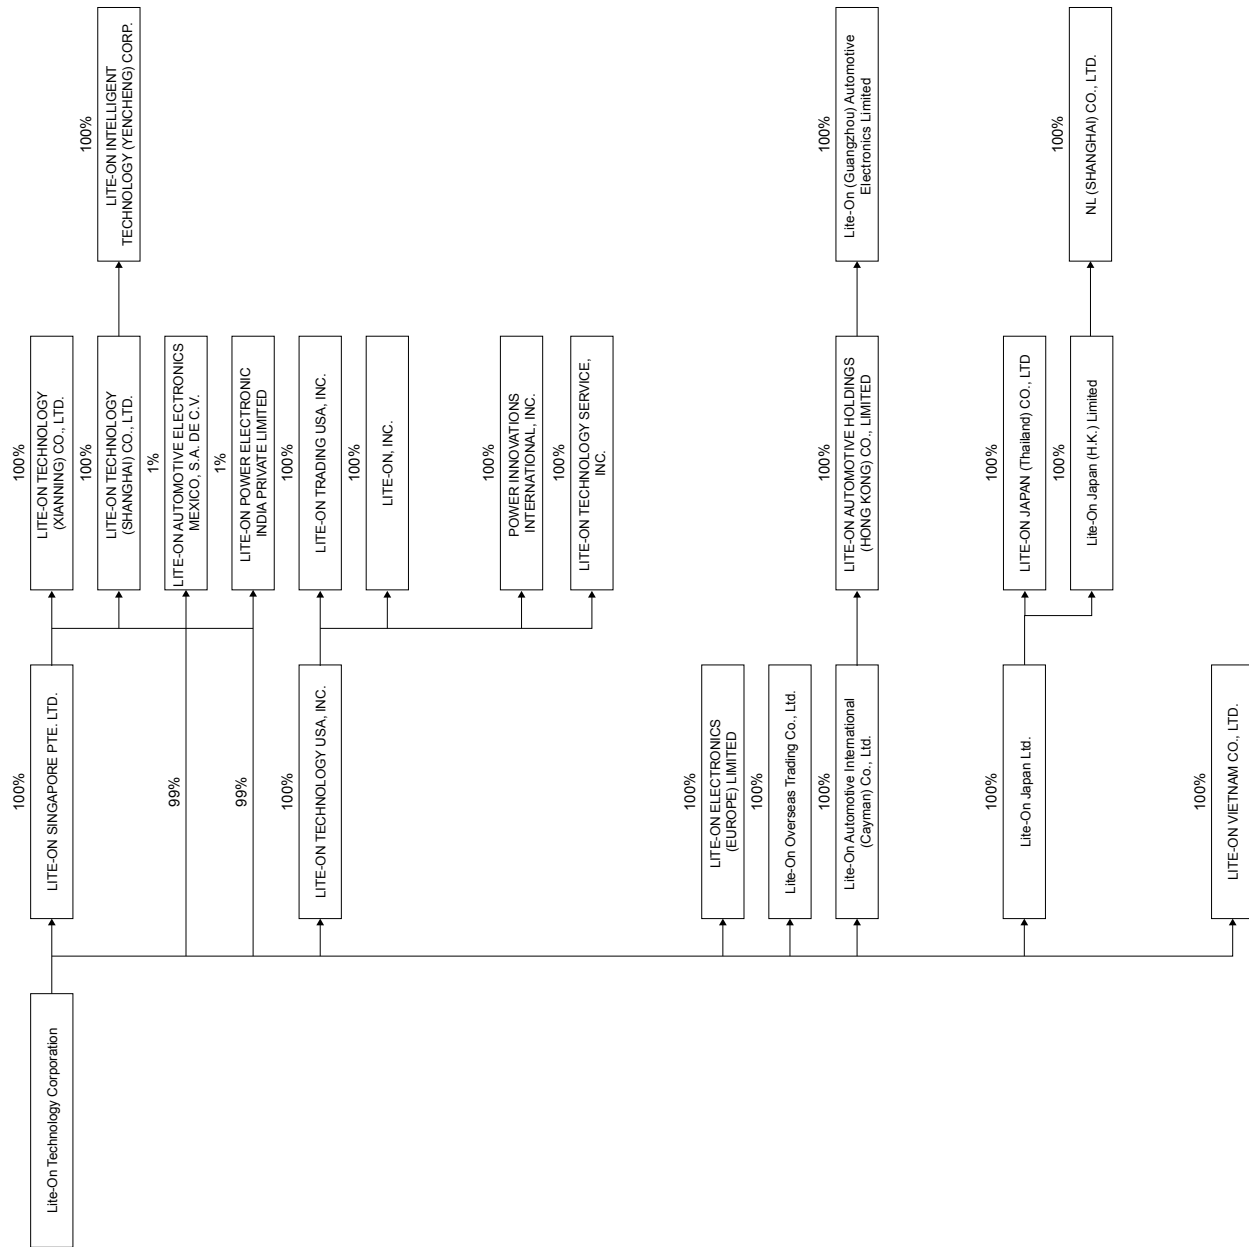 Lite-On Technology Corporation
100%
LITE-ON SINGAPORE PTE. LTD.
99%
99%
100%
LITE-ON TECHNOLOGY USA, INC.
100%
LITE-ON ELECTRONICS
(EUROPE) LIMITED
100%
Lite-On Overseas Trading Co., Ltd.
100%
Lite-On Automotive International
(Cayman) Co., Ltd.
100%
Lite-On Japan Ltd.
100%
LITE-ON VIETNAM CO., LTD.
100%
LITE-ON TECHNOLOGY
(XIANNING) CO., LTD.
100%
LITE-ON TECHNOLOGY
(SHANGHAI) CO., LTD.
1%
LITE-ON AUTOMOTIVE ELECTRONICS
MEXICO, S.A. DE C.V.
1%
LITE-ON POWER ELECTRONIC
INDIA PRIVATE LIMITED
100%
LITE-ON TRADING USA, INC.
100%
LITE-ON, INC.
100%
POWER INNOVATIONS
INTERNATIONAL, INC.
100%
LITE-ON TECHNOLOGY SERVICE,
INC.
100%
LITE-ON AUTOMOTIVE HOLDINGS
(HONG KONG) CO., LIMITED
100%
LITE-ON JAPAN (Thailand) CO., LTD
100%
Lite-On Japan (H.K.) Limited
100%
LITE-ON INTELLIGENT
TECHNOLOGY (YENCHENG) CORP.
100%
Lite-On (Guangzhou) Automotive
Electronics Limited
100%
NL (SHANGHAI) CO., LTD.